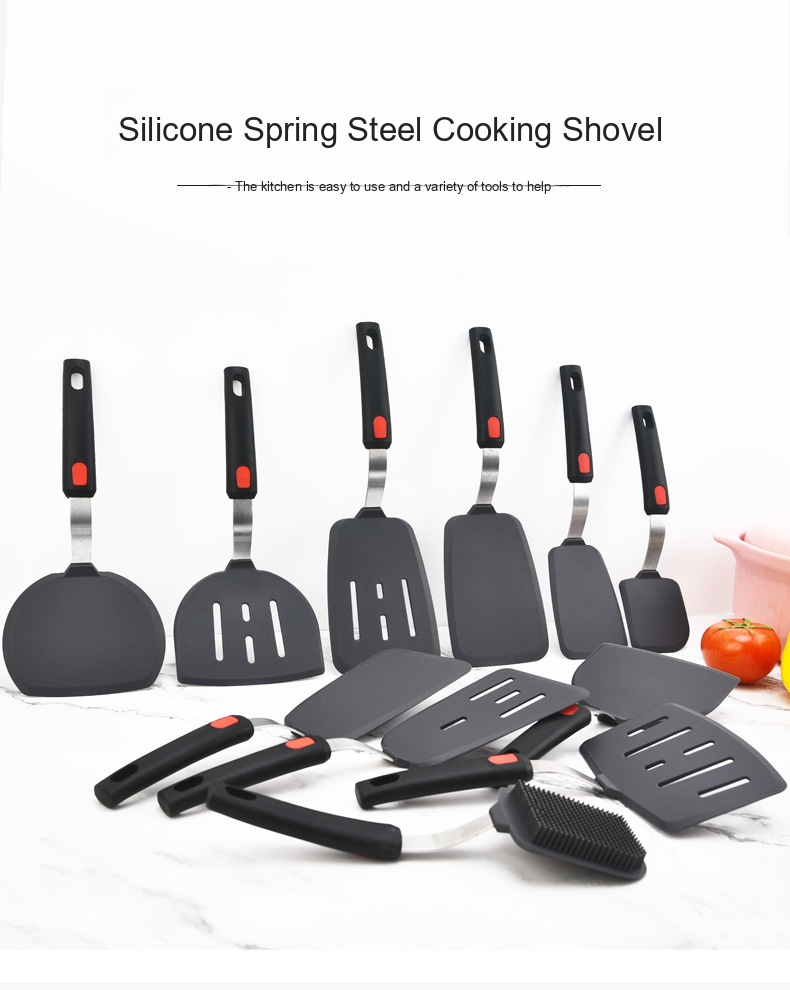 Silicone Spring Steel Cooking Shovel
- The kitchen is easy to use and a variety of tools to help